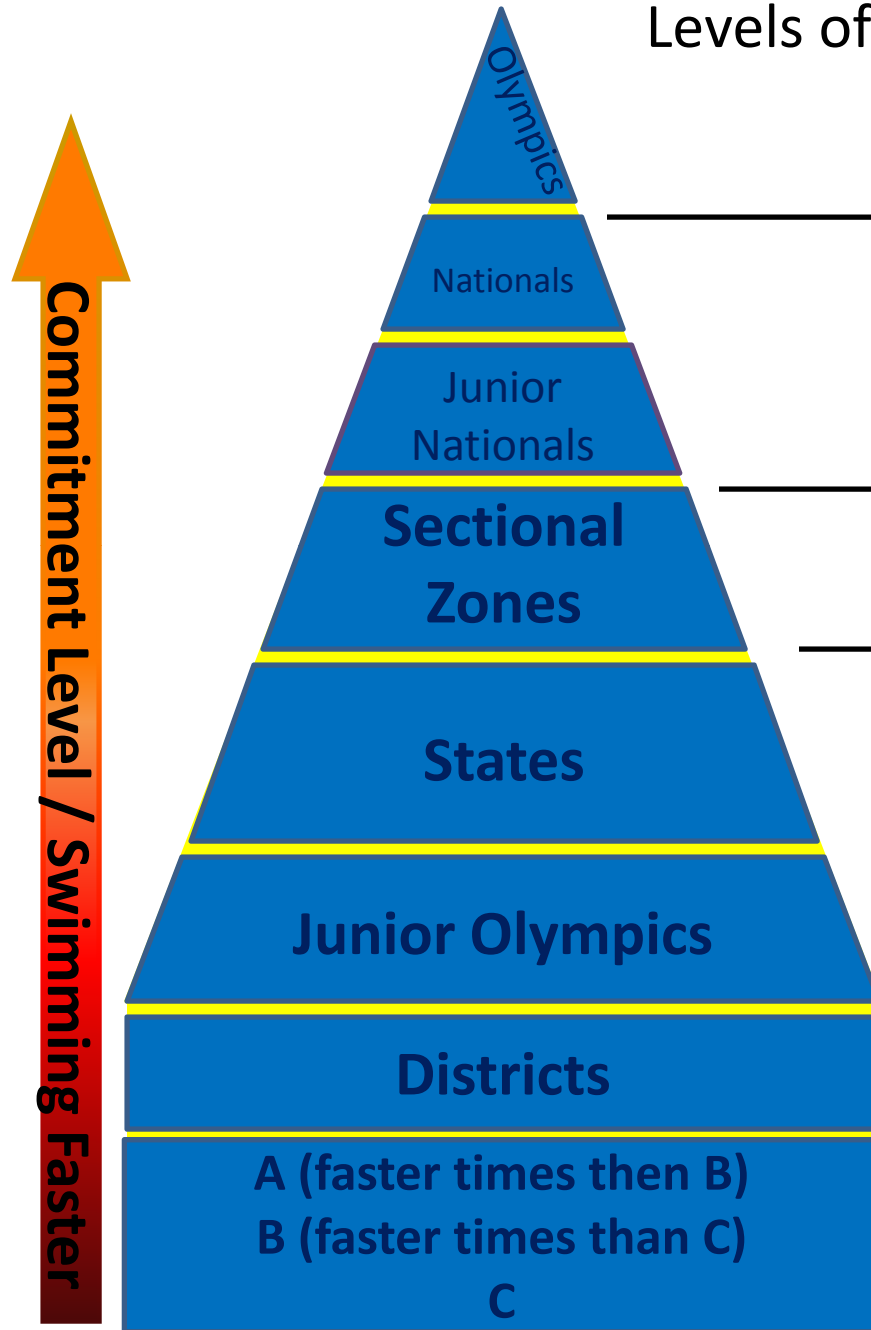 Levels of
Olympics
Nationals
Junior
Nationals
Sectional
Zones
States
Junior Olympics
Districts
A (faster times then B)
B (faster times than C)
C
Commitment Level / Swimming Faster